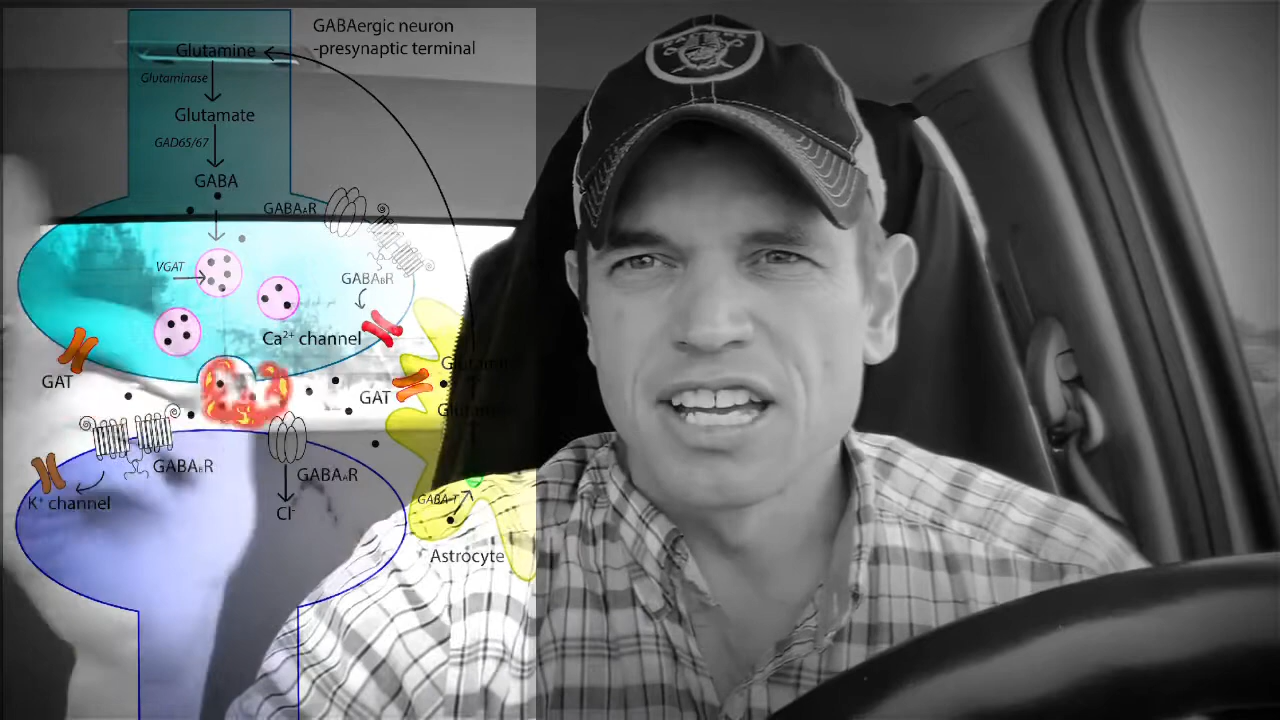 GABAergic neuron
-presynaptic terminal
Glutamine
Glutaminase
Glutamate
GAD65/67
GABA
GABAAR
VGAT
GABABR
Ca²⁺ channel
GAT
GAT
GABABR
GABAAR
K⁺ channel
Cl⁻
GABA-T
Astrocyte